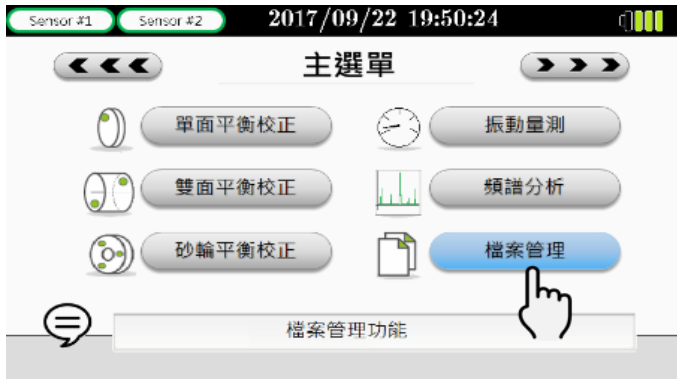 Sensor #1 Sensor #2 2017/09/22 19:50:24
主選單
單面平衡校正 振動量測
雙面平衡校正 頻譜分析
砂輪平衡校正 檔案管理
檔案管理功能